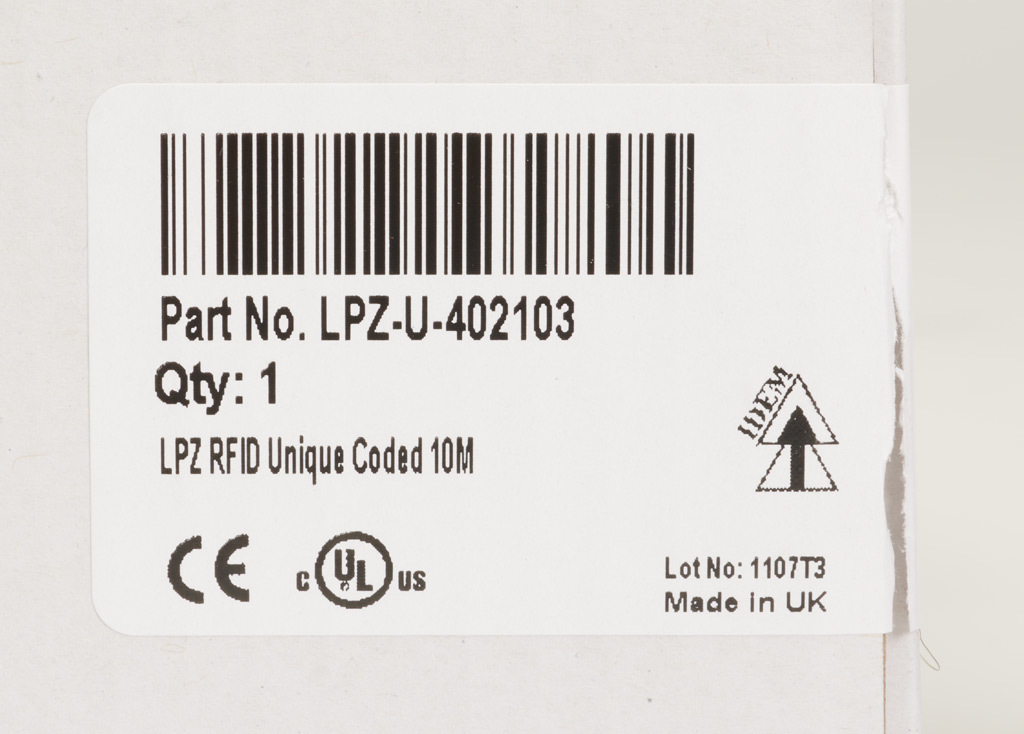 Part No. LPZ-U-402103
Qty: 1
LPZ RFID Unique Coded 10M
IDEM
CE
c UL US
Lot No: 1107T3
Made in UK